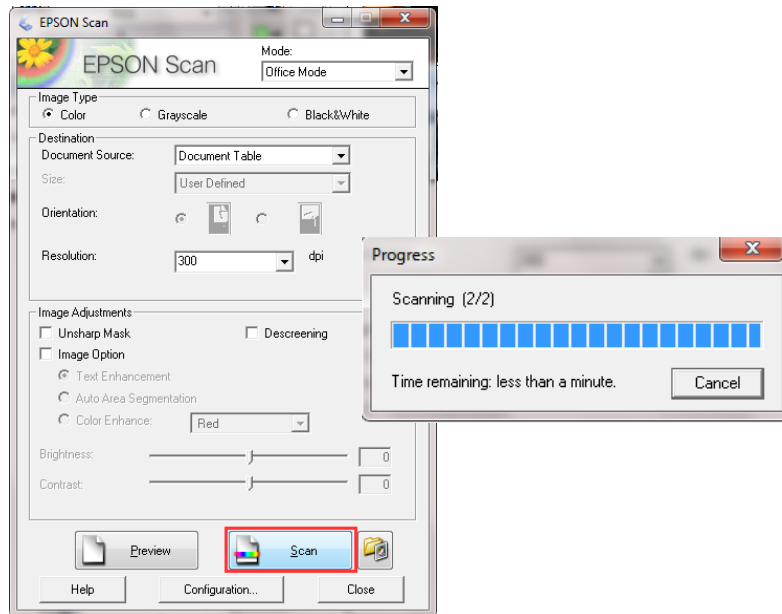 EPSON Scan
EPSON Scan
Mode:
Office Mode
Image Type
Color Grayscale Black&White
Destination
Document Source: Document Table
Size: User Defined
Orientation:
Resolution: 300 dpi
Image Adjustments
Unsharp Mask Descreening
Image Option
Text Enhancement
Auto Area Segmentation
Color Enhance: Red
Brightness: 0
Contrast: 0
Preview Scan
Help Configuration... Close
Progress
Scanning (2/2)
Time remaining: less than a minute. Cancel